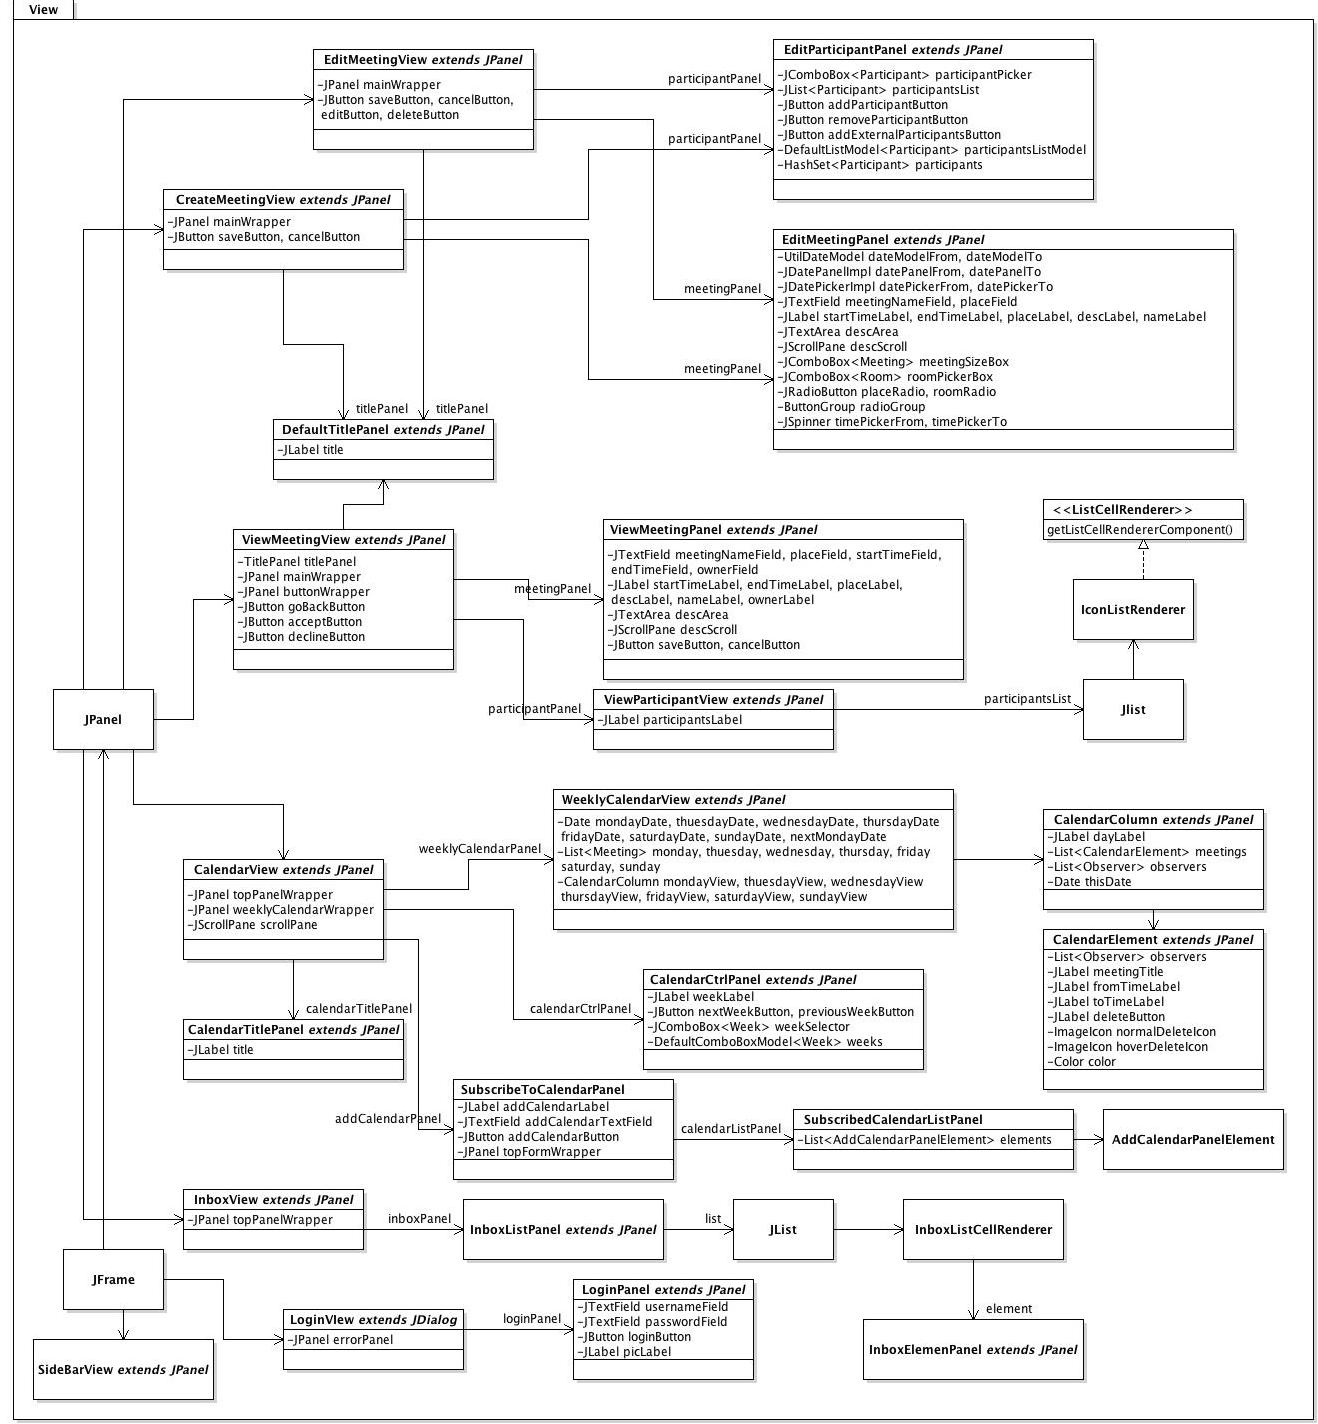 View
EditMeetingView extends JPanel
-JPanel mainWrapper
-JButton saveButton, cancelButton,
editButton, deleteButton
participantPanel
EditParticipantPanel extends JPanel
-JComboBox<Participant> participantPicker
-JList<Participant> participantsList
-JButton addParticipantButton
-JButton removeParticipantButton
-JButton addExternalParticipantsButton
-DefaultListModel<Participant> participantsListModel
-HashSet<Participant> participants
participantPanel
CreateMeetingView extends JPanel
-JPanel mainWrapper
-JButton saveButton, cancelButton
meetingPanel
meetingPanel
EditMeetingPanel extends JPanel
-UtilDateModel dateModelFrom, dateModelTo
-JDatePanelImpl datePanelFrom, datePanelTo
-JDatePickerImpl datePickerFrom, datePickerTo
-JTextField meetingNameField, placeField
-JLabel startTimeLabel, endTimeLabel, placeLabel, descLabel, nameLabel
-JTextArea descArea
-JScrollPane descScroll
-JComboBox<Meeting> meetingSizeBox
-JComboBox<Room> roomPickerBox
-JRadioButton placeRadio, roomRadio
-ButtonGroup radioGroup
-JSpinner timePickerFrom, timePickerTo
titlePanel
titlePanel
DefaultTitlePanel extends JPanel
-JLabel title
ViewMeetingView extends JPanel
-TitlePanel titlePanel
-JPanel mainWrapper
-JPanel buttonWrapper
-JButton goBackButton
-JButton acceptButton
-JButton declineButton
meetingPanel
ViewMeetingPanel extends JPanel
-JTextField meetingNameField, placeField, startTimeField,
endTimeField, ownerField
-JLabel startTimeLabel, endTimeLabel, placeLabel,
descLabel, nameLabel, ownerLabel
-JTextArea descArea
-JScrollPane descScroll
-JButton saveButton, cancelButton
<<ListCellRenderer>>
getListCellRendererComponent()
IconListRenderer
JPanel
participantPanel
ViewParticipantView extends JPanel
-JLabel participantsLabel
participantsList
Jlist
WeeklyCalendarView extends JPanel
-Date mondayDate, thuesdayDate, wednesdayDate, thursdayDate
fridayDate, saturdayDate, sundayDate, nextMondayDate
-List<Meeting> monday, thuesday, wednesday, thursday, friday
saturday, sunday
-CalendarColumn mondayView, thuesdayView, wednesdayView
thursdayView, fridayView, saturdayView, sundayView
weeklyCalendarPanel
CalendarColumn extends JPanel
-JLabel dayLabel
-List<CalendarElement> meetings
-List<Observer> observers
-Date thisDate
CalendarView extends JPanel
-JPanel topPanelWrapper
-JPanel weeklyCalendarWrapper
-JScrollPane scrollPane
CalendarElement extends JPanel
-List<Observer> observers
-JLabel meetingTitle
-JLabel fromTimeLabel
-JLabel toTimeLabel
-JLabel deleteButton
-ImageIcon normalDeleteIcon
-ImageIcon hoverDeleteIcon
-Color color
calendarCtrlPanel
CalendarCtrlPanel extends JPanel
-JLabel weekLabel
-JButton nextWeekButton, previousWeekButton
-JComboBox<Week> weekSelector
-DefaultComboBoxModel<Week> weeks
calendarTitlePanel
CalendarTitlePanel extends JPanel
-JLabel title
addCalendarPanel
SubscribeToCalendarPanel
-JLabel addCalendarLabel
-JTextField addCalendarTextField
-JButton addCalendarButton
-JPanel topFormWrapper
calendarListPanel
SubscribedCalendarListPanel
-List<AddCalendarPanelElement> elements
AddCalendarPanelElement
InboxView extends JPanel
-JPanel topPanelWrapper
inboxPanel
InboxListPanel extends JPanel
list
JList
InboxListCellRenderer
JFrame
element
InboxElemenPanel extends JPanel
LoginVIew extends JDialog
-JPanel errorPanel
loginPanel
LoginPanel extends JPanel
-JTextField usernameField
-JTextField passwordField
-JButton loginButton
-JLabel picLabel
SideBarView extends JPanel